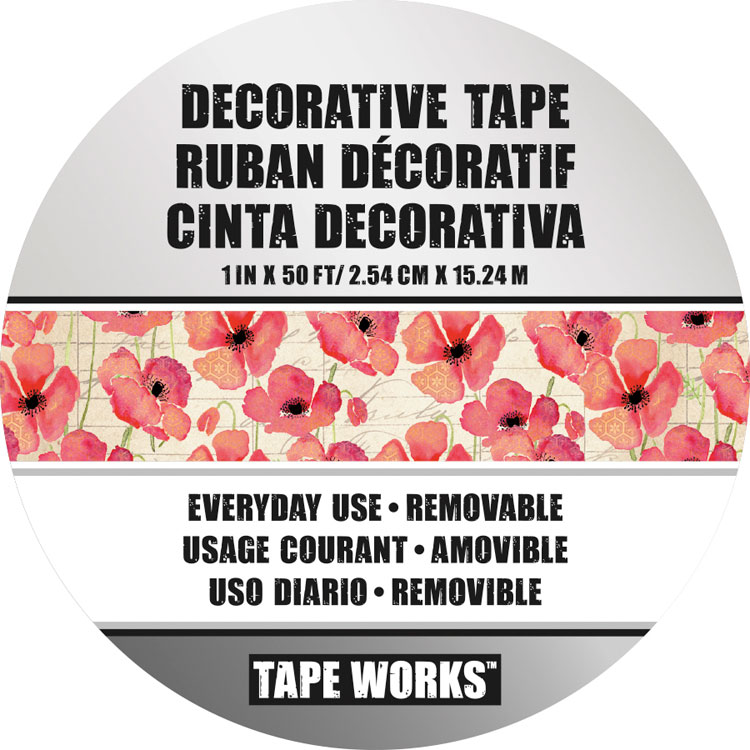 DECORATIVE TAPE
RUBAN DÉCORATIF
CINTA DECORATIVA
1 IN X 50 FT/ 2.54 CM X 15.24 M
EVERYDAY USE • REMOVABLE
USAGE COURANT • AMOVIBLE
USO DIARIO • REMOVIBLE
TAPE WORKS™